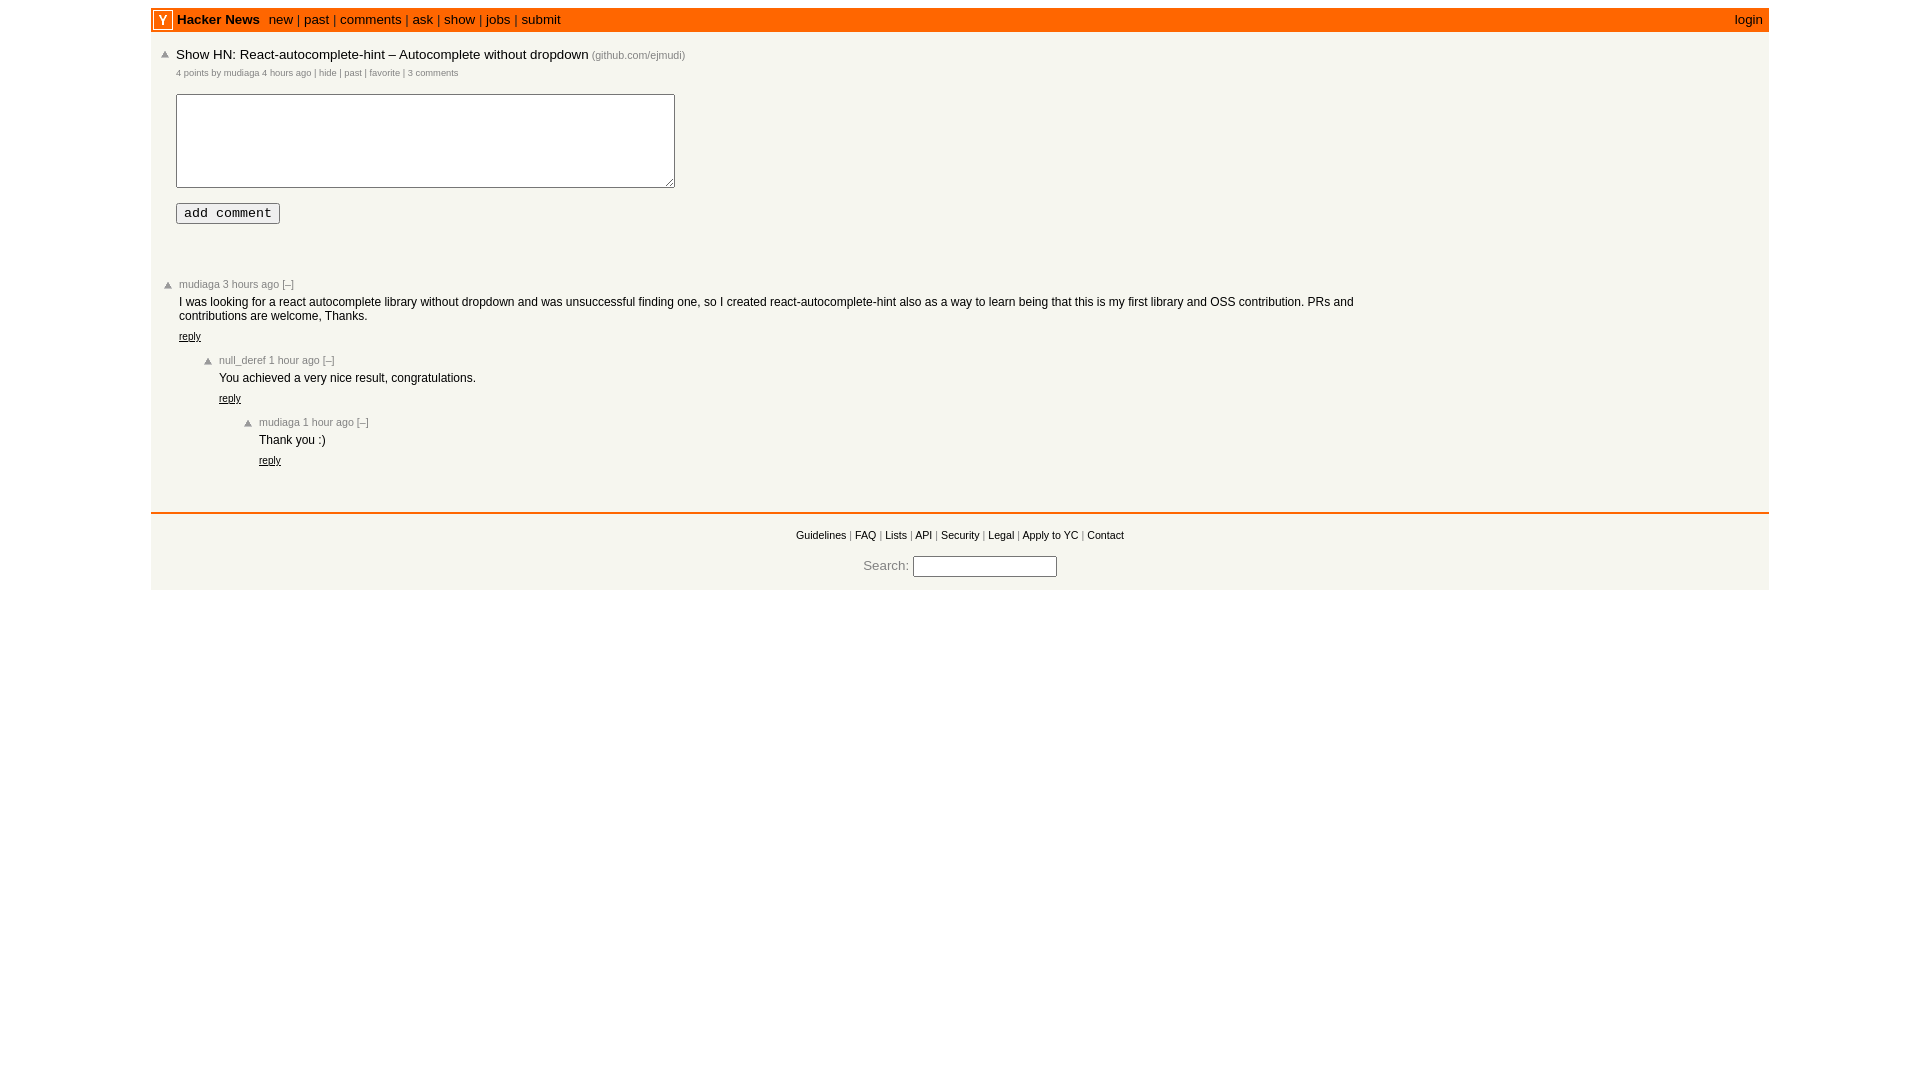 Y Hacker News new | past | comments | ask | show | jobs | submit login
Show HN: React-autocomplete-hint – Autocomplete without dropdown (github.com/ejmudi)
4 points by mudiaga 4 hours ago | hide | past | favorite | 3 comments
add comment
mudiaga 3 hours ago [–]
I was looking for a react autocomplete library without dropdown and was unsuccessful finding one, so I created react-autocomplete-hint also as a way to learn being that this is my first library and OSS contribution. PRs and
contributions are welcome, Thanks.
reply
null_deref 1 hour ago [–]
You achieved a very nice result, congratulations.
reply
mudiaga 1 hour ago [–]
Thank you :)
reply
Guidelines | FAQ | Lists | API | Security | Legal | Apply to YC | Contact
Search: